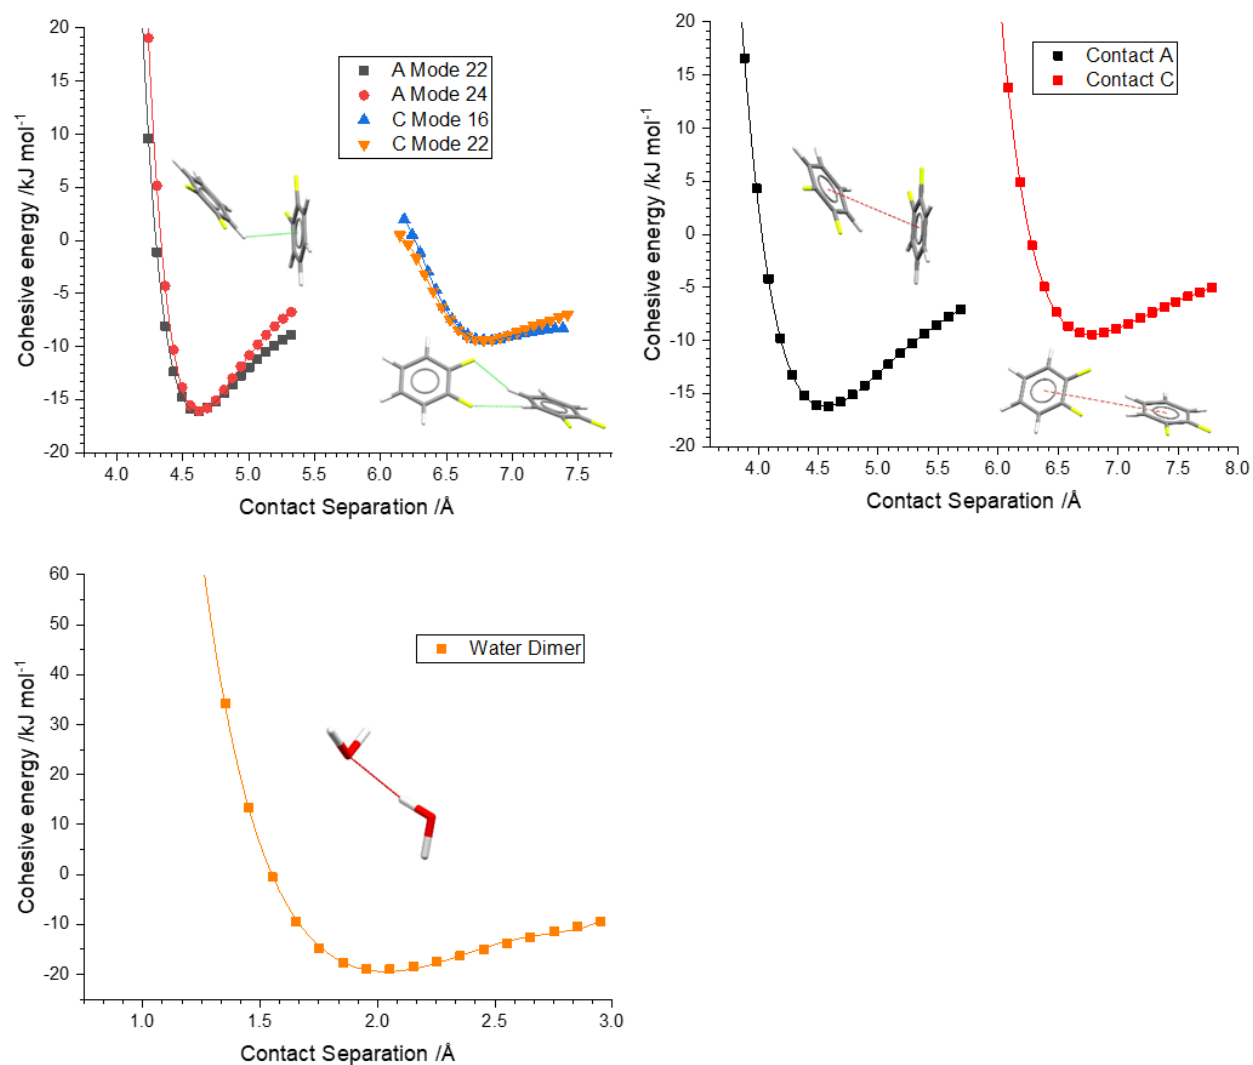 20
15
10
5
0
-5
-10
-15
-20
Cohesive energy /kJ mol⁻¹
A Mode 22
A Mode 24
C Mode 16
C Mode 22
4.0 4.5 5.0 5.5 6.0 6.5 7.0 7.5
Contact Separation /Å
20
15
10
5
0
-5
-10
-15
-20
Cohesive energy /kJ mol⁻¹
Contact A
Contact C
4.0 4.5 5.0 5.5 6.0 6.5 7.0 7.5 8.0
Contact Separation /Å
60
50
40
30
20
10
0
-10
-20
Cohesive energy /kJ mol⁻¹
Water Dimer
1.0 1.5 2.0 2.5 3.0
Contact Separation /Å